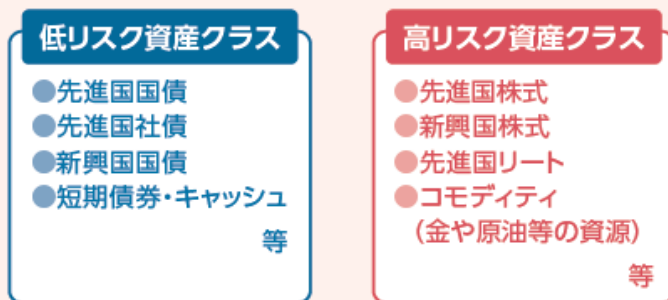 低リスク資産クラス
●先進国国債
●先進国社債
●新興国国債
●短期債券・キャッシュ
等
高リスク資産クラス
●先進国株式
●新興国株式
●先進国リート
●コモディティ
（金や原油等の資源）
等